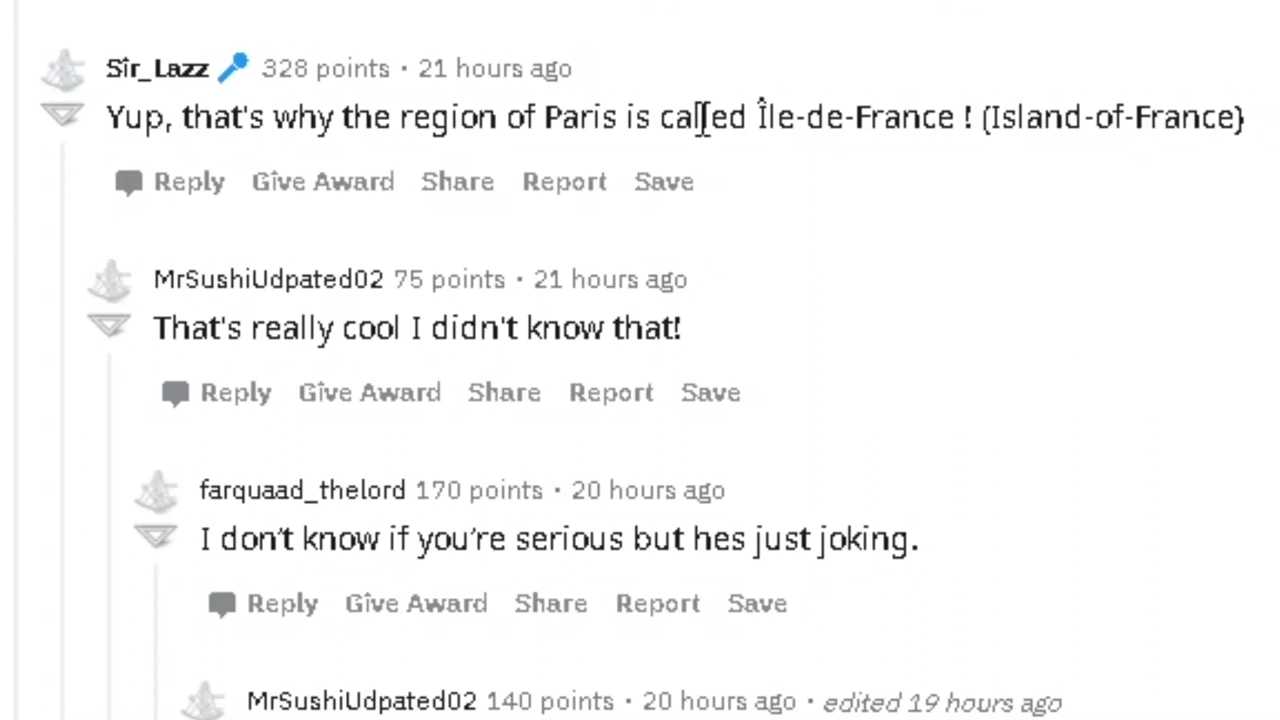 Sir_Lazz 328 points · 21 hours ago
Yup, that's why the region of Paris is called Île-de-France ! (Island-of-France)
Reply Give Award Share Report Save
MrSushiUdpated02 75 points · 21 hours ago
That's really cool I didn't know that!
Reply Give Award Share Report Save
farquaad_thelord 170 points · 20 hours ago
I don't know if you're serious but hes just joking.
Reply Give Award Share Report Save
MrSushiUdpated02 140 points · 20 hours ago · edited 19 hours ago